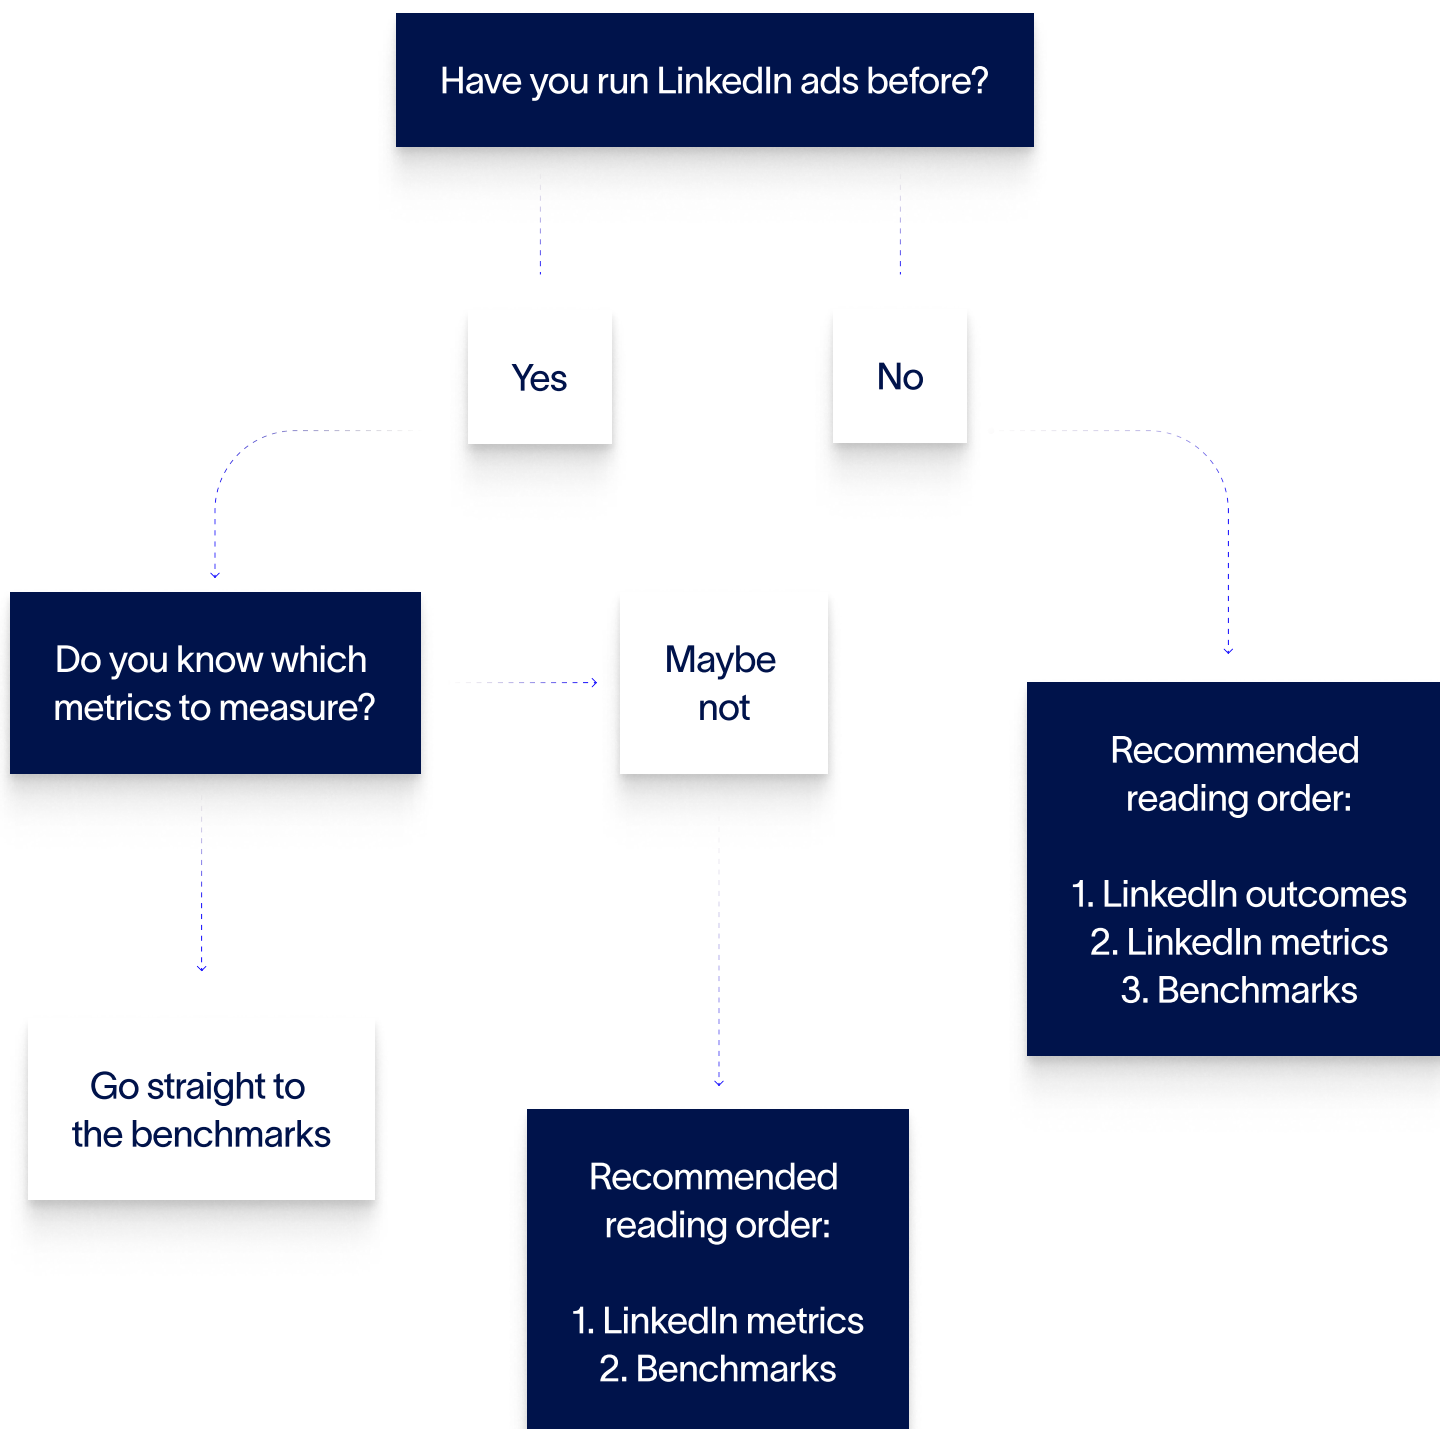 Have you run LinkedIn ads before?
Yes
No
Do you know which
metrics to measure?
Maybe
not
Recommended
reading order:
1. LinkedIn outcomes
2. LinkedIn metrics
3. Benchmarks
Go straight to
the benchmarks
Recommended
reading order:
1. LinkedIn metrics
2. Benchmarks